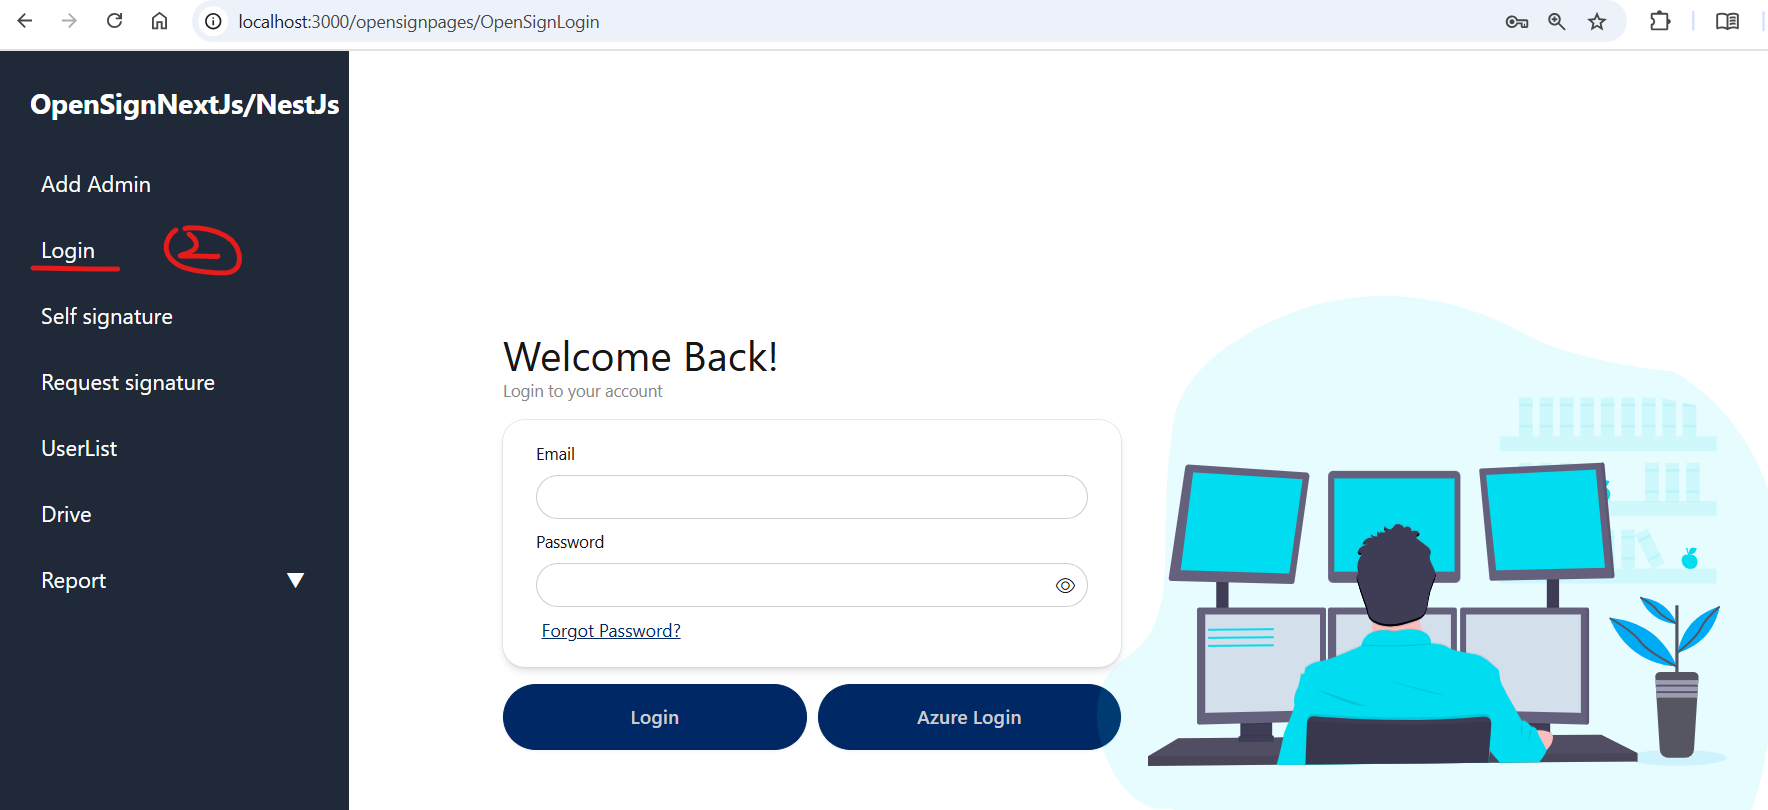 localhost:3000/opensignpages/OpenSignLogin
OpenSignNextJs/NestJs
Add Admin
Login
2
Self signature
Request signature
UserList
Drive
Report
Welcome Back!
Login to your account
Email
Password
Forgot Password?
Login
Azure Login